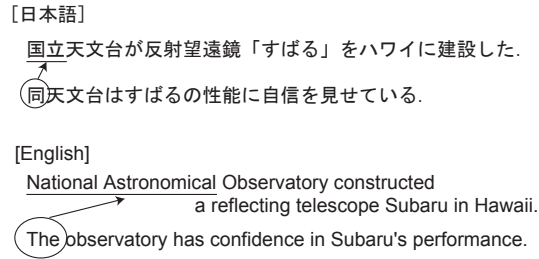 ［日本語］
国立天文台が反射望遠鏡「すばる」をハワイに建設した.
同天文台はすばるの性能に自信を見せている.
[English]
National Astronomical Observatory constructed
a reflecting telescope Subaru in Hawaii.
The observatory has confidence in Subaru's performance.